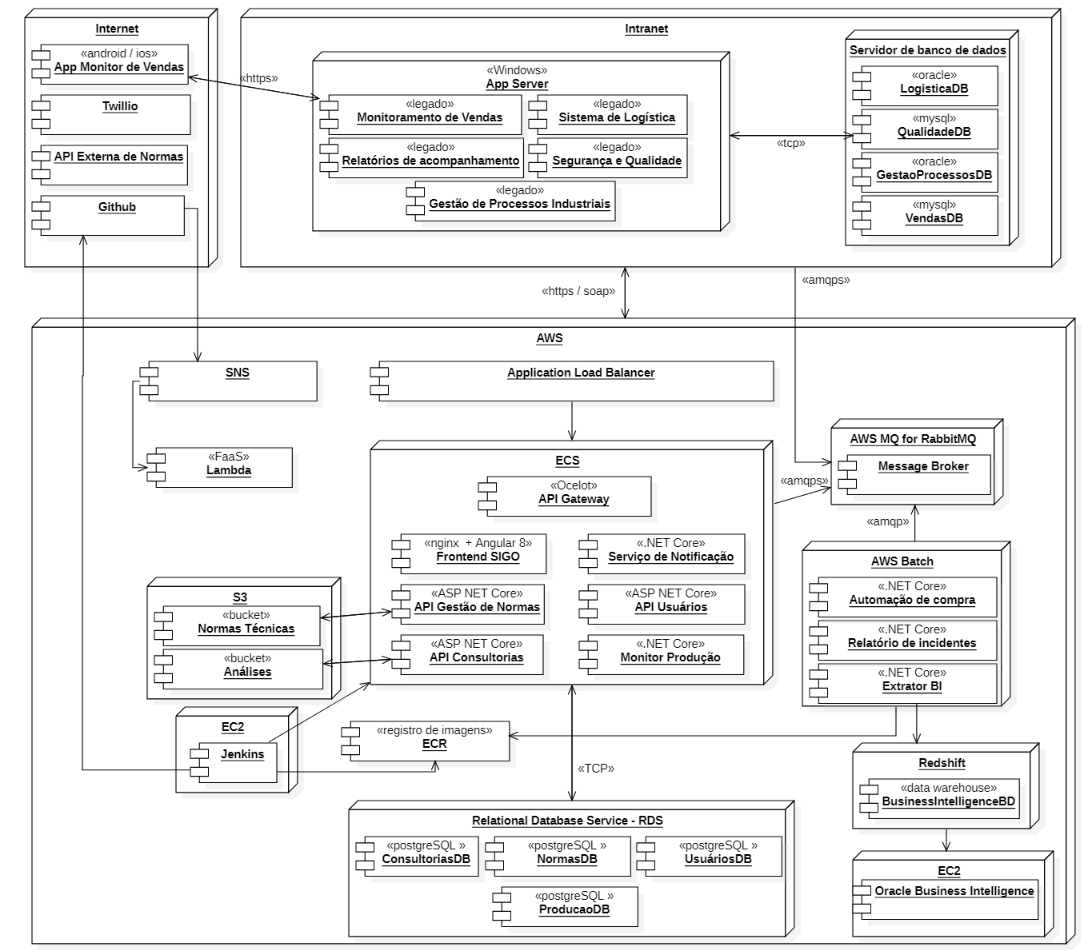 Internet
«android / ios»
App Monitor de Vendas
Twillio
API Externa de Normas
Github
«https»
Intranet
«Windows»
App Server
«legado»
Monitoramento de Vendas
«legado»
Sistema de Logística
«legado»
Relatórios de acompanhamento
«legado»
Segurança e Qualidade
«legado»
Gestão de Processos Industriais
«tcp»
Servidor de banco de dados
«oracle»
LogisticaDB
«mysql»
QualidadeDB
«oracle»
GestaoProcessosDB
«mysql»
VendasDB
«https / soap»
«amqps»
AWS
SNS
«FaaS»
Lambda
Application Load Balancer
ECS
«Ocelot»
API Gateway
«nginx + Angular 8»
Frontend SIGO
«.NET Core»
Serviço de Notificação
«ASP NET Core»
API Gestão de Normas
«ASP NET Core»
API Usuários
«ASP NET Core»
API Consultorias
«.NET Core»
Monitor Produção
«amqps»
AWS MQ for RabbitMQ
Message Broker
«amqp»
AWS Batch
«.NET Core»
Automação de compra
«.NET Core»
Relatório de incidentes
«.NET Core»
Extrator BI
S3
«bucket»
Normas Técnicas
«bucket»
Análises
EC2
Jenkins
«registro de imagens»
ECR
«TCP»
Redshift
«data warehouse»
BusinessIntelligenceBD
EC2
Oracle Business Intelligence
Relational Database Service - RDS
«postgreSQL »
ConsultoriasDB
«postgreSQL »
NormasDB
«postgreSQL »
UsuáriosDB
«postgreSQL »
ProducaoDB